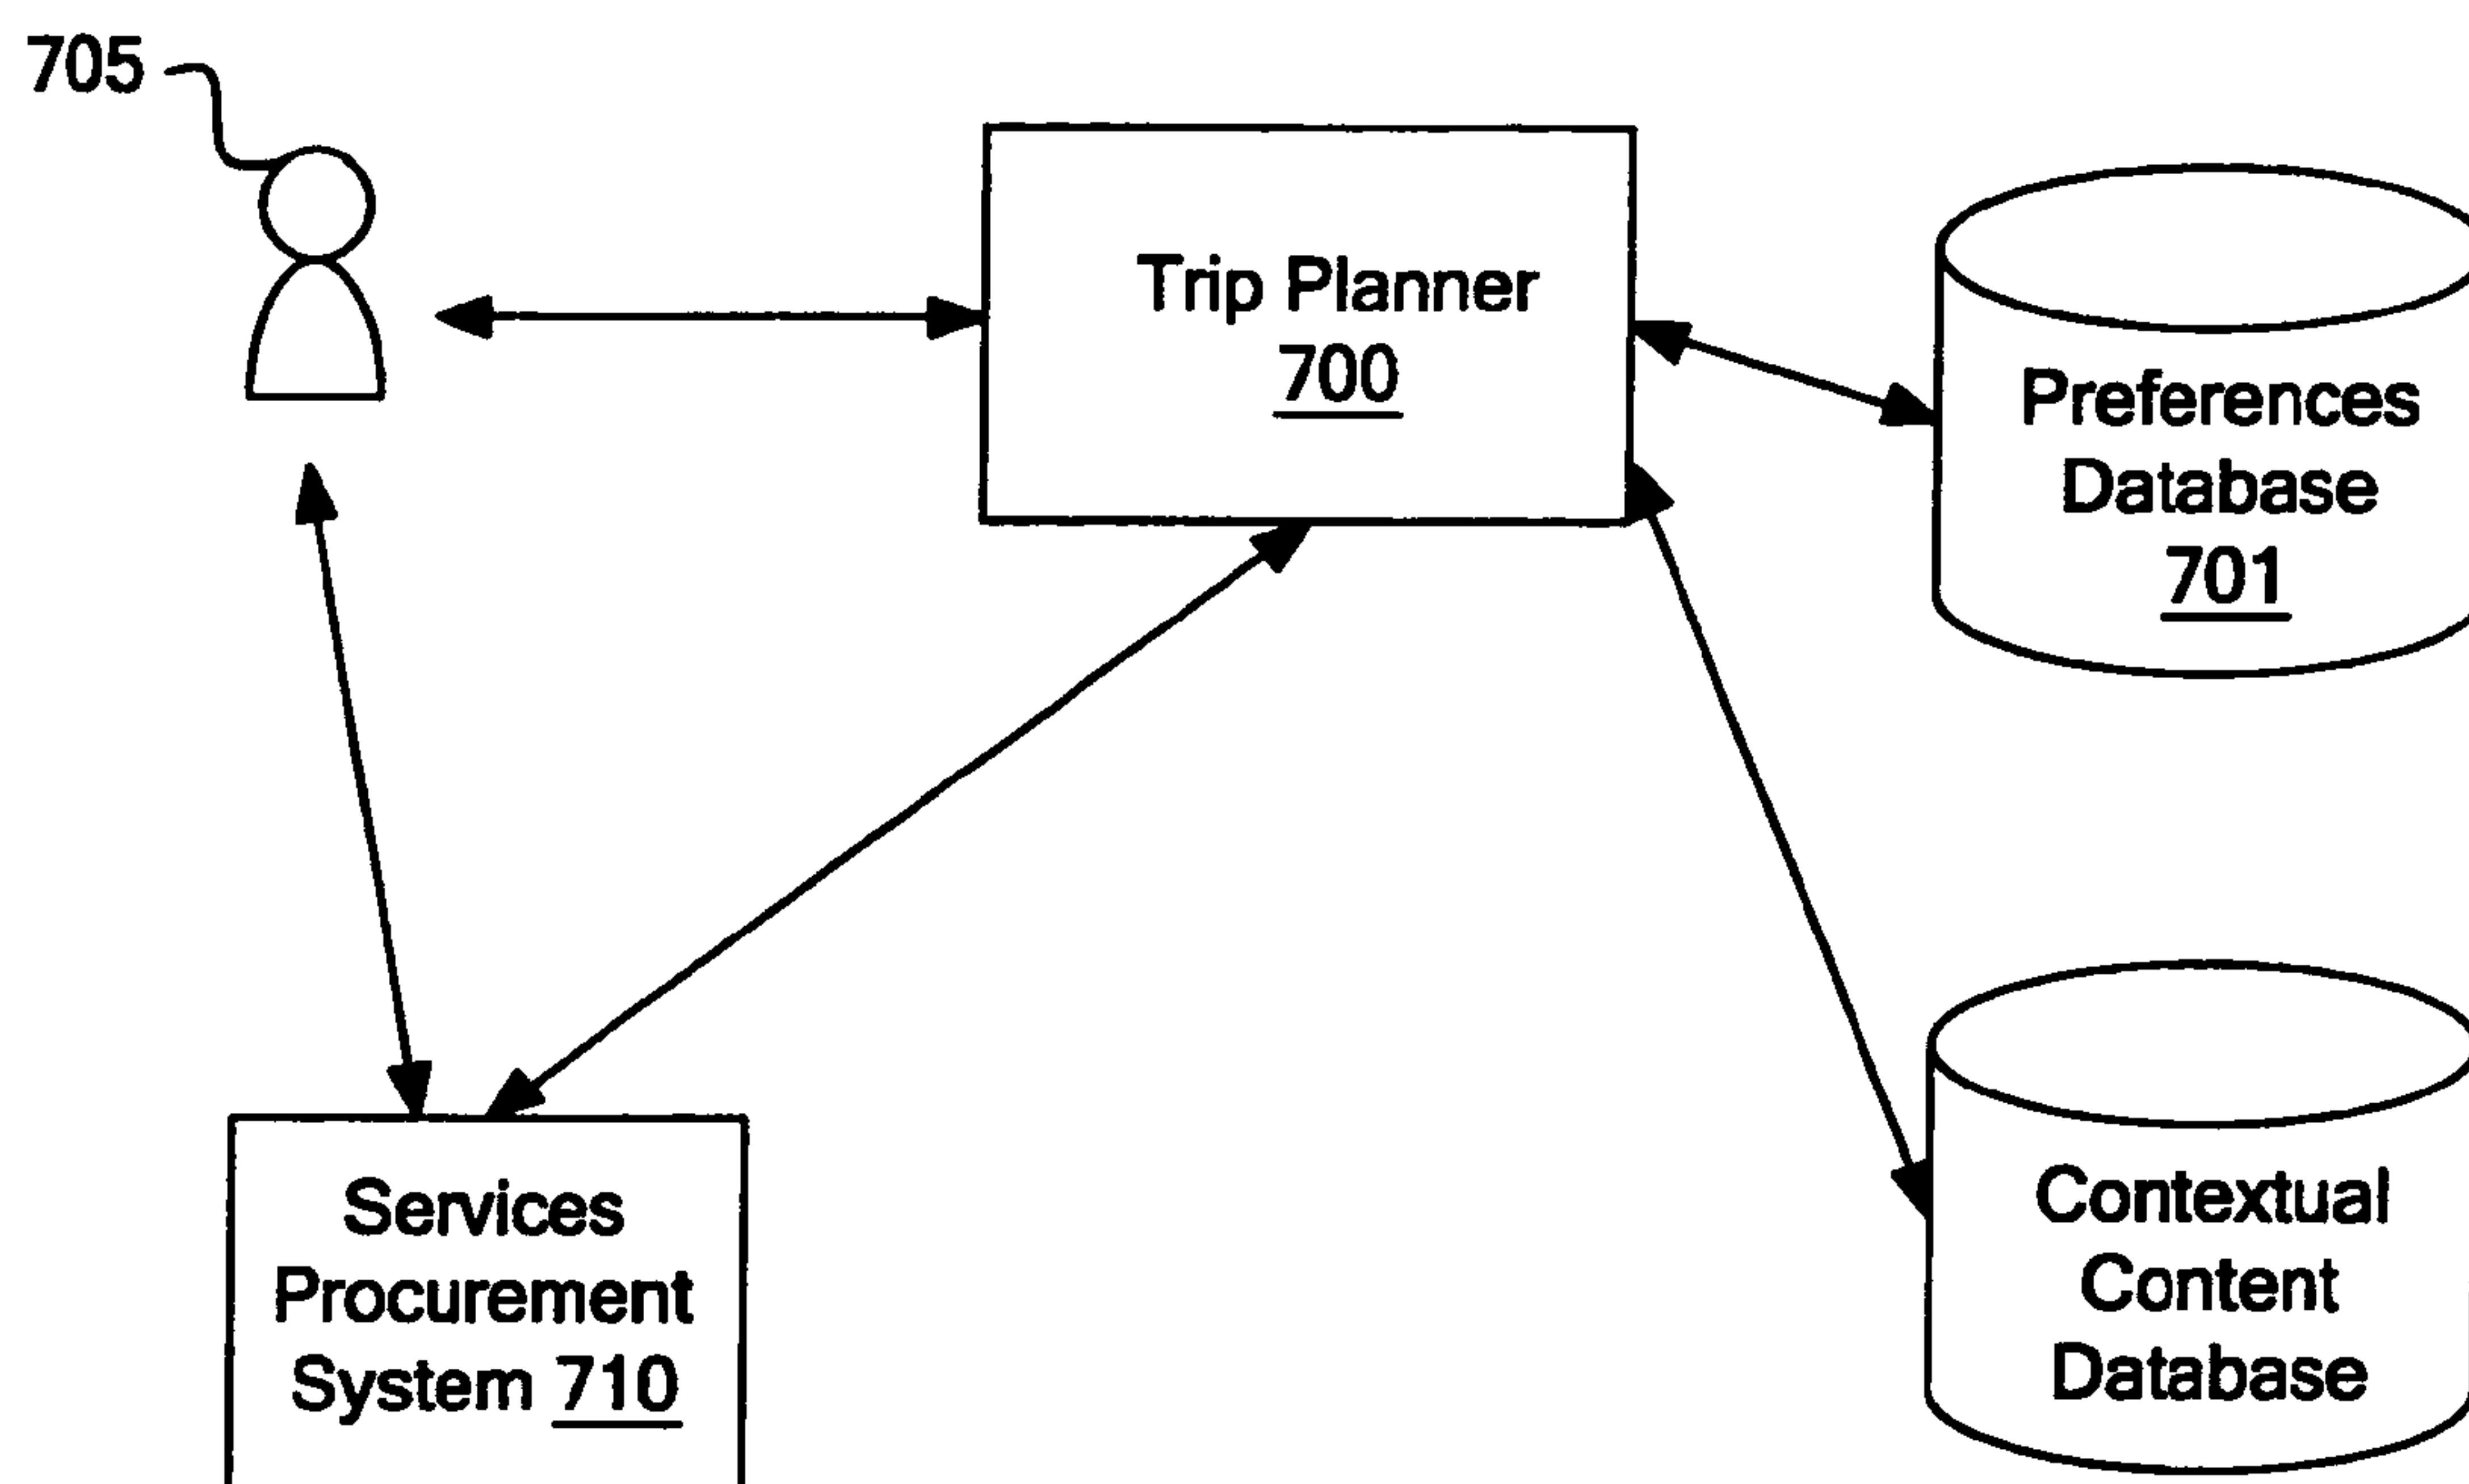 705
Trip Planner
700
Preferences
Database
701
Services
Procurement
System 710
Contextual
Content
Database